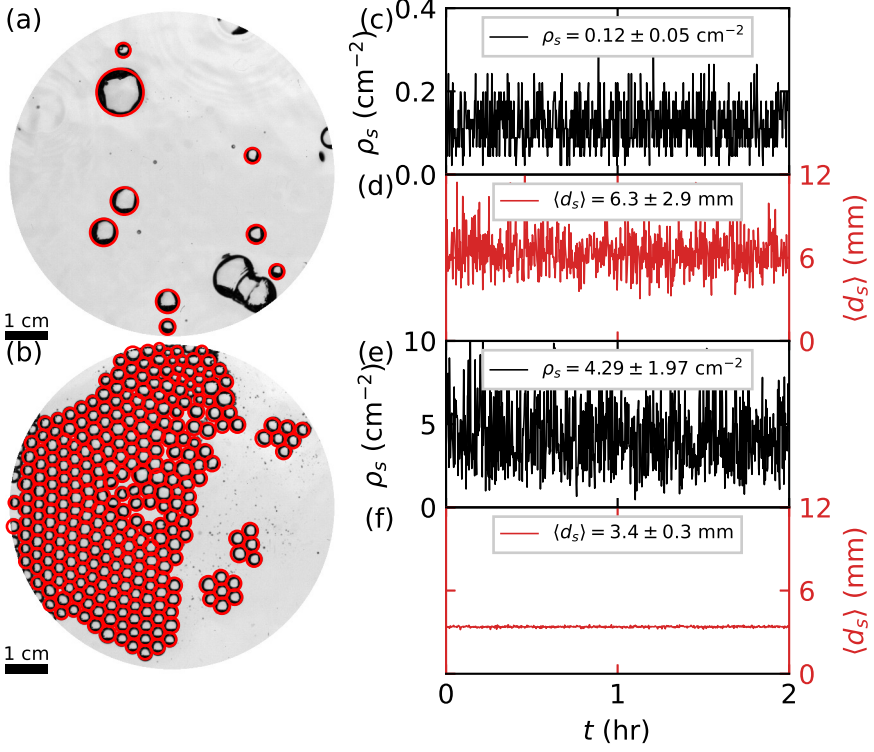 (a)
1 cm
(b)
1 cm
(c)
0.4
0.2
0.0
ρs (cm−2)
ρs = 0.12 ± 0.05 cm−2
(d)
12
6
0
⟨ds⟩ (mm)
⟨ds⟩ = 6.3 ± 2.9 mm
(e)
10
5
0
ρs (cm−2)
ρs = 4.29 ± 1.97 cm−2
(f)
12
6
0
⟨ds⟩ (mm)
⟨ds⟩ = 3.4 ± 0.3 mm
0 1 2
t (hr)